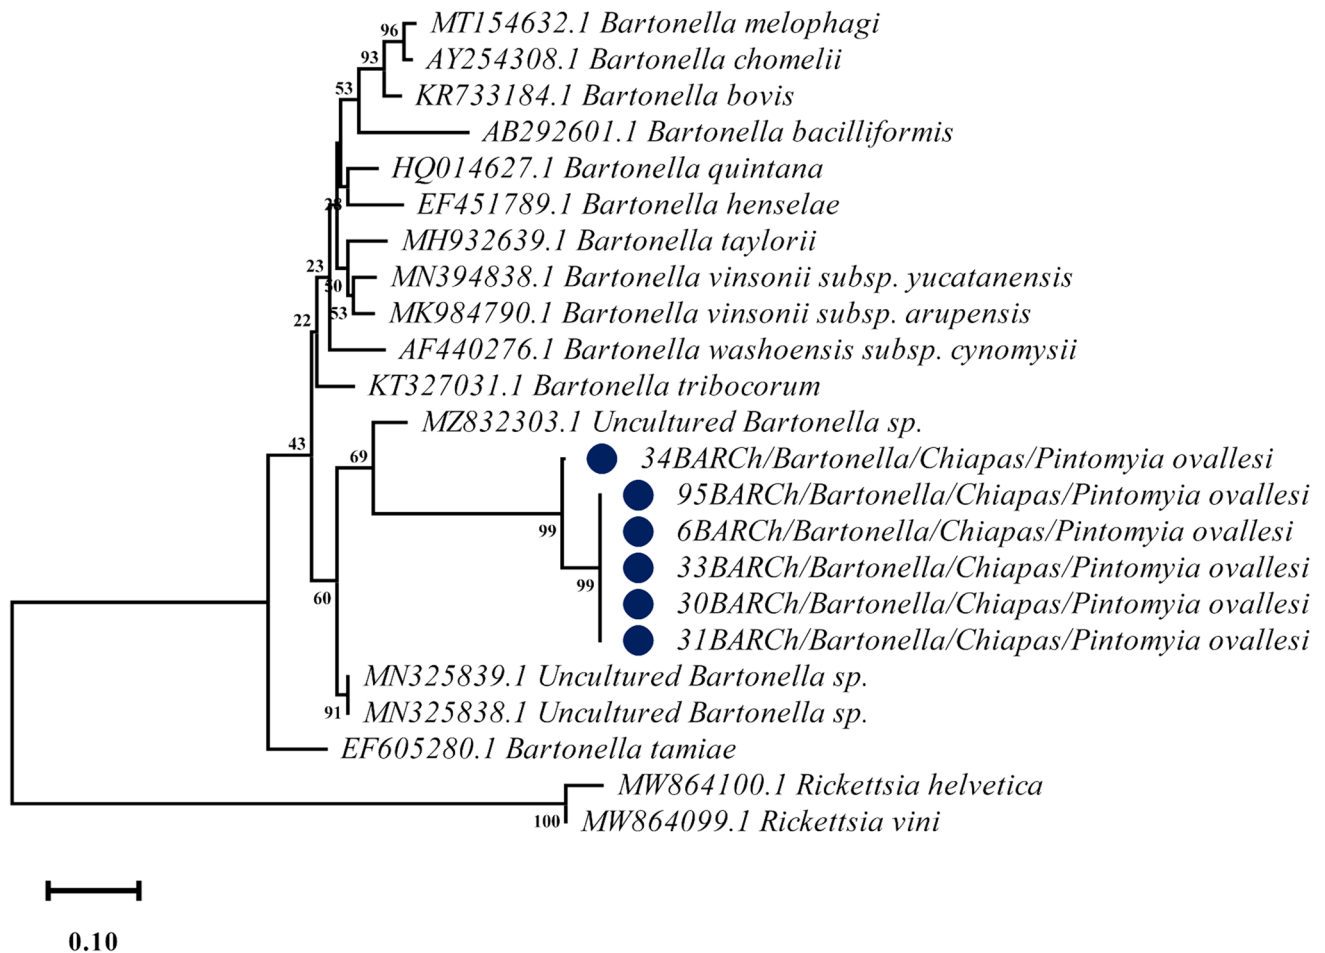 96
MT154632.1 Bartonella melophagi
93
AY254308.1 Bartonella chomelii
53
KR733184.1 Bartonella bovis
AB292601.1 Bartonella bacilliformis
HQ014627.1 Bartonella quintana
28
EF451789.1 Bartonella henselae
MH932639.1 Bartonella taylorii
23
MN394838.1 Bartonella vinsonii subsp. yucatanensis
50
53
MK984790.1 Bartonella vinsonii subsp. arupensis
22
AF440276.1 Bartonella washoensis subsp. cynomysii
KT327031.1 Bartonella tribocorum
MZ832303.1 Uncultured Bartonella sp.
43
69
34BARCh/Bartonella/Chiapas/Pintomyia ovallesi
95BARCh/Bartonella/Chiapas/Pintomyia ovallesi
99
6BARCh/Bartonella/Chiapas/Pintomyia ovallesi
33BARCh/Bartonella/Chiapas/Pintomyia ovallesi
99
60
30BARCh/Bartonella/Chiapas/Pintomyia ovallesi
31BARCh/Bartonella/Chiapas/Pintomyia ovallesi
MN325839.1 Uncultured Bartonella sp.
91
MN325838.1 Uncultured Bartonella sp.
EF605280.1 Bartonella tamiae
MW864100.1 Rickettsia helvetica
100
MW864099.1 Rickettsia vini
0.10